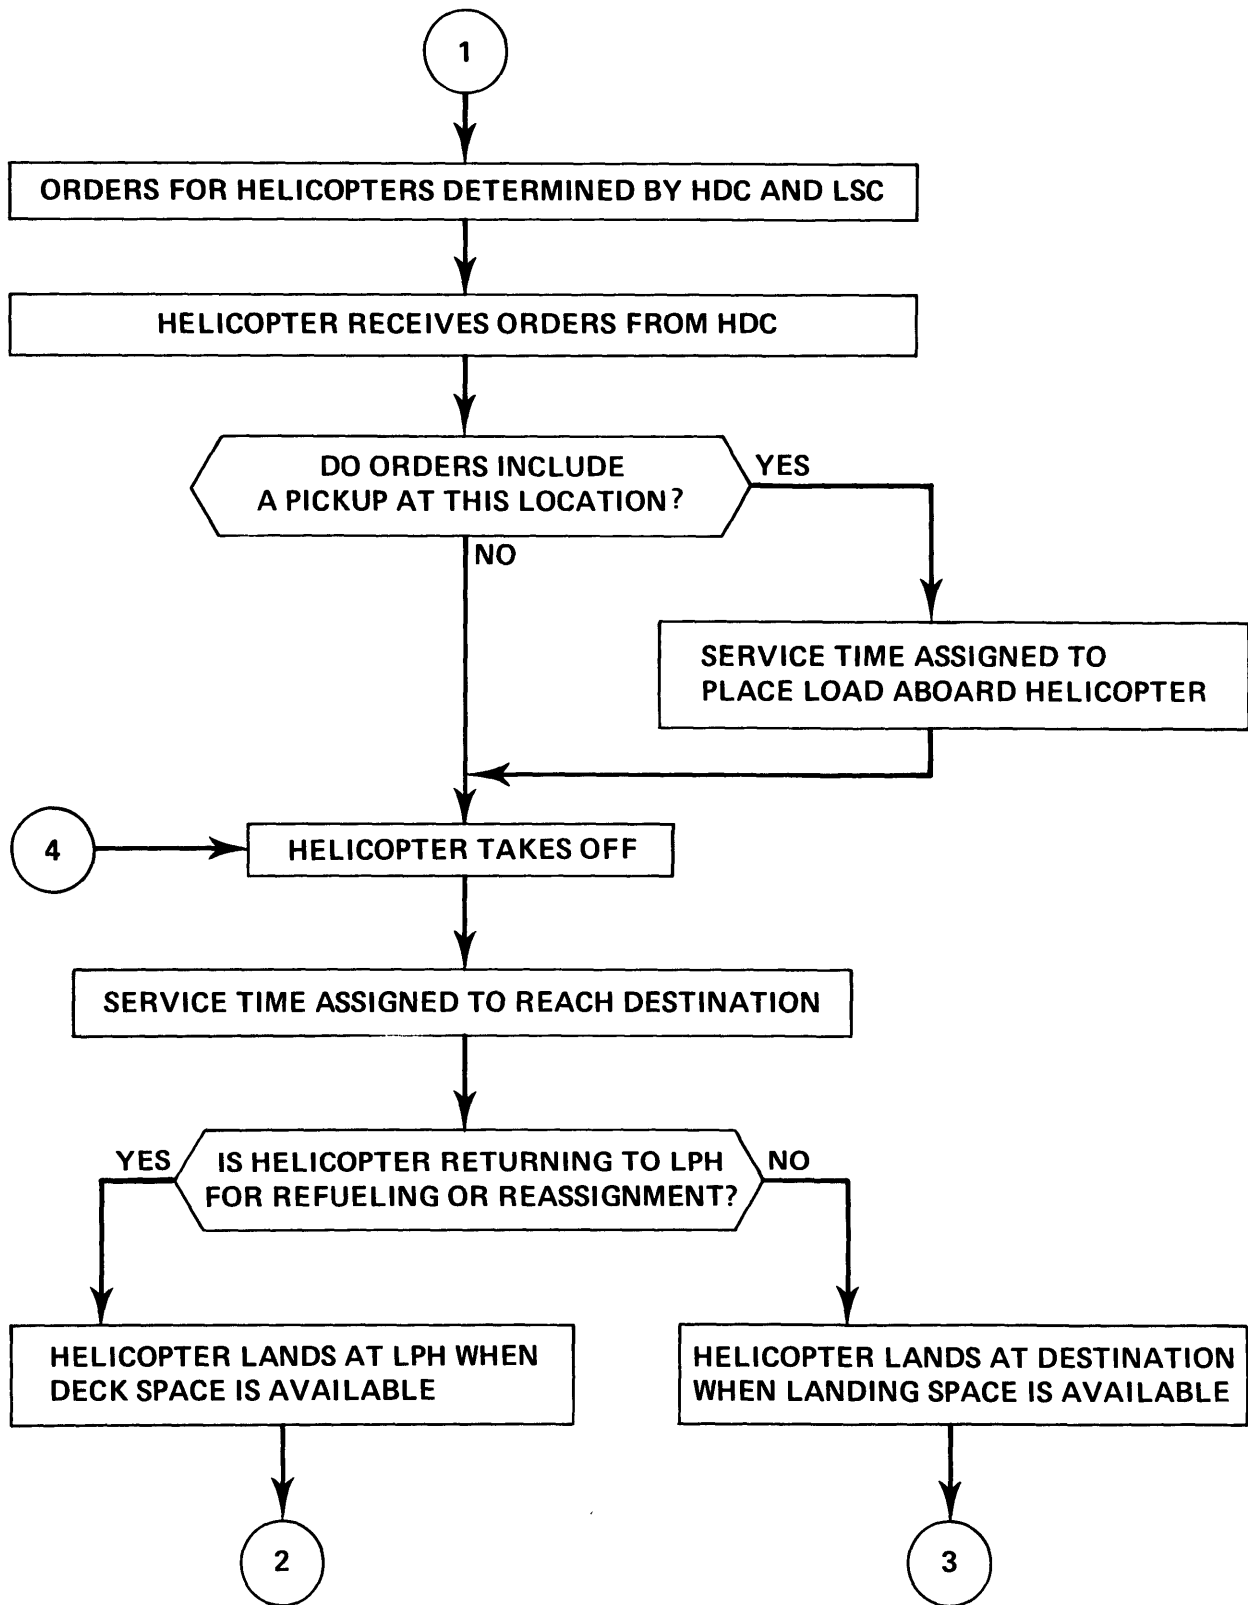 1
ORDERS FOR HELICOPTERS DETERMINED BY HDC AND LSC
HELICOPTER RECEIVES ORDERS FROM HDC
DO ORDERS INCLUDE
A PICKUP AT THIS LOCATION?
YES
NO
SERVICE TIME ASSIGNED TO
PLACE LOAD ABOARD HELICOPTER
4
HELICOPTER TAKES OFF
SERVICE TIME ASSIGNED TO REACH DESTINATION
YES
IS HELICOPTER RETURNING TO LPH
FOR REFUELING OR REASSIGNMENT?
NO
HELICOPTER LANDS AT LPH WHEN
DECK SPACE IS AVAILABLE
HELICOPTER LANDS AT DESTINATION
WHEN LANDING SPACE IS AVAILABLE
2
3